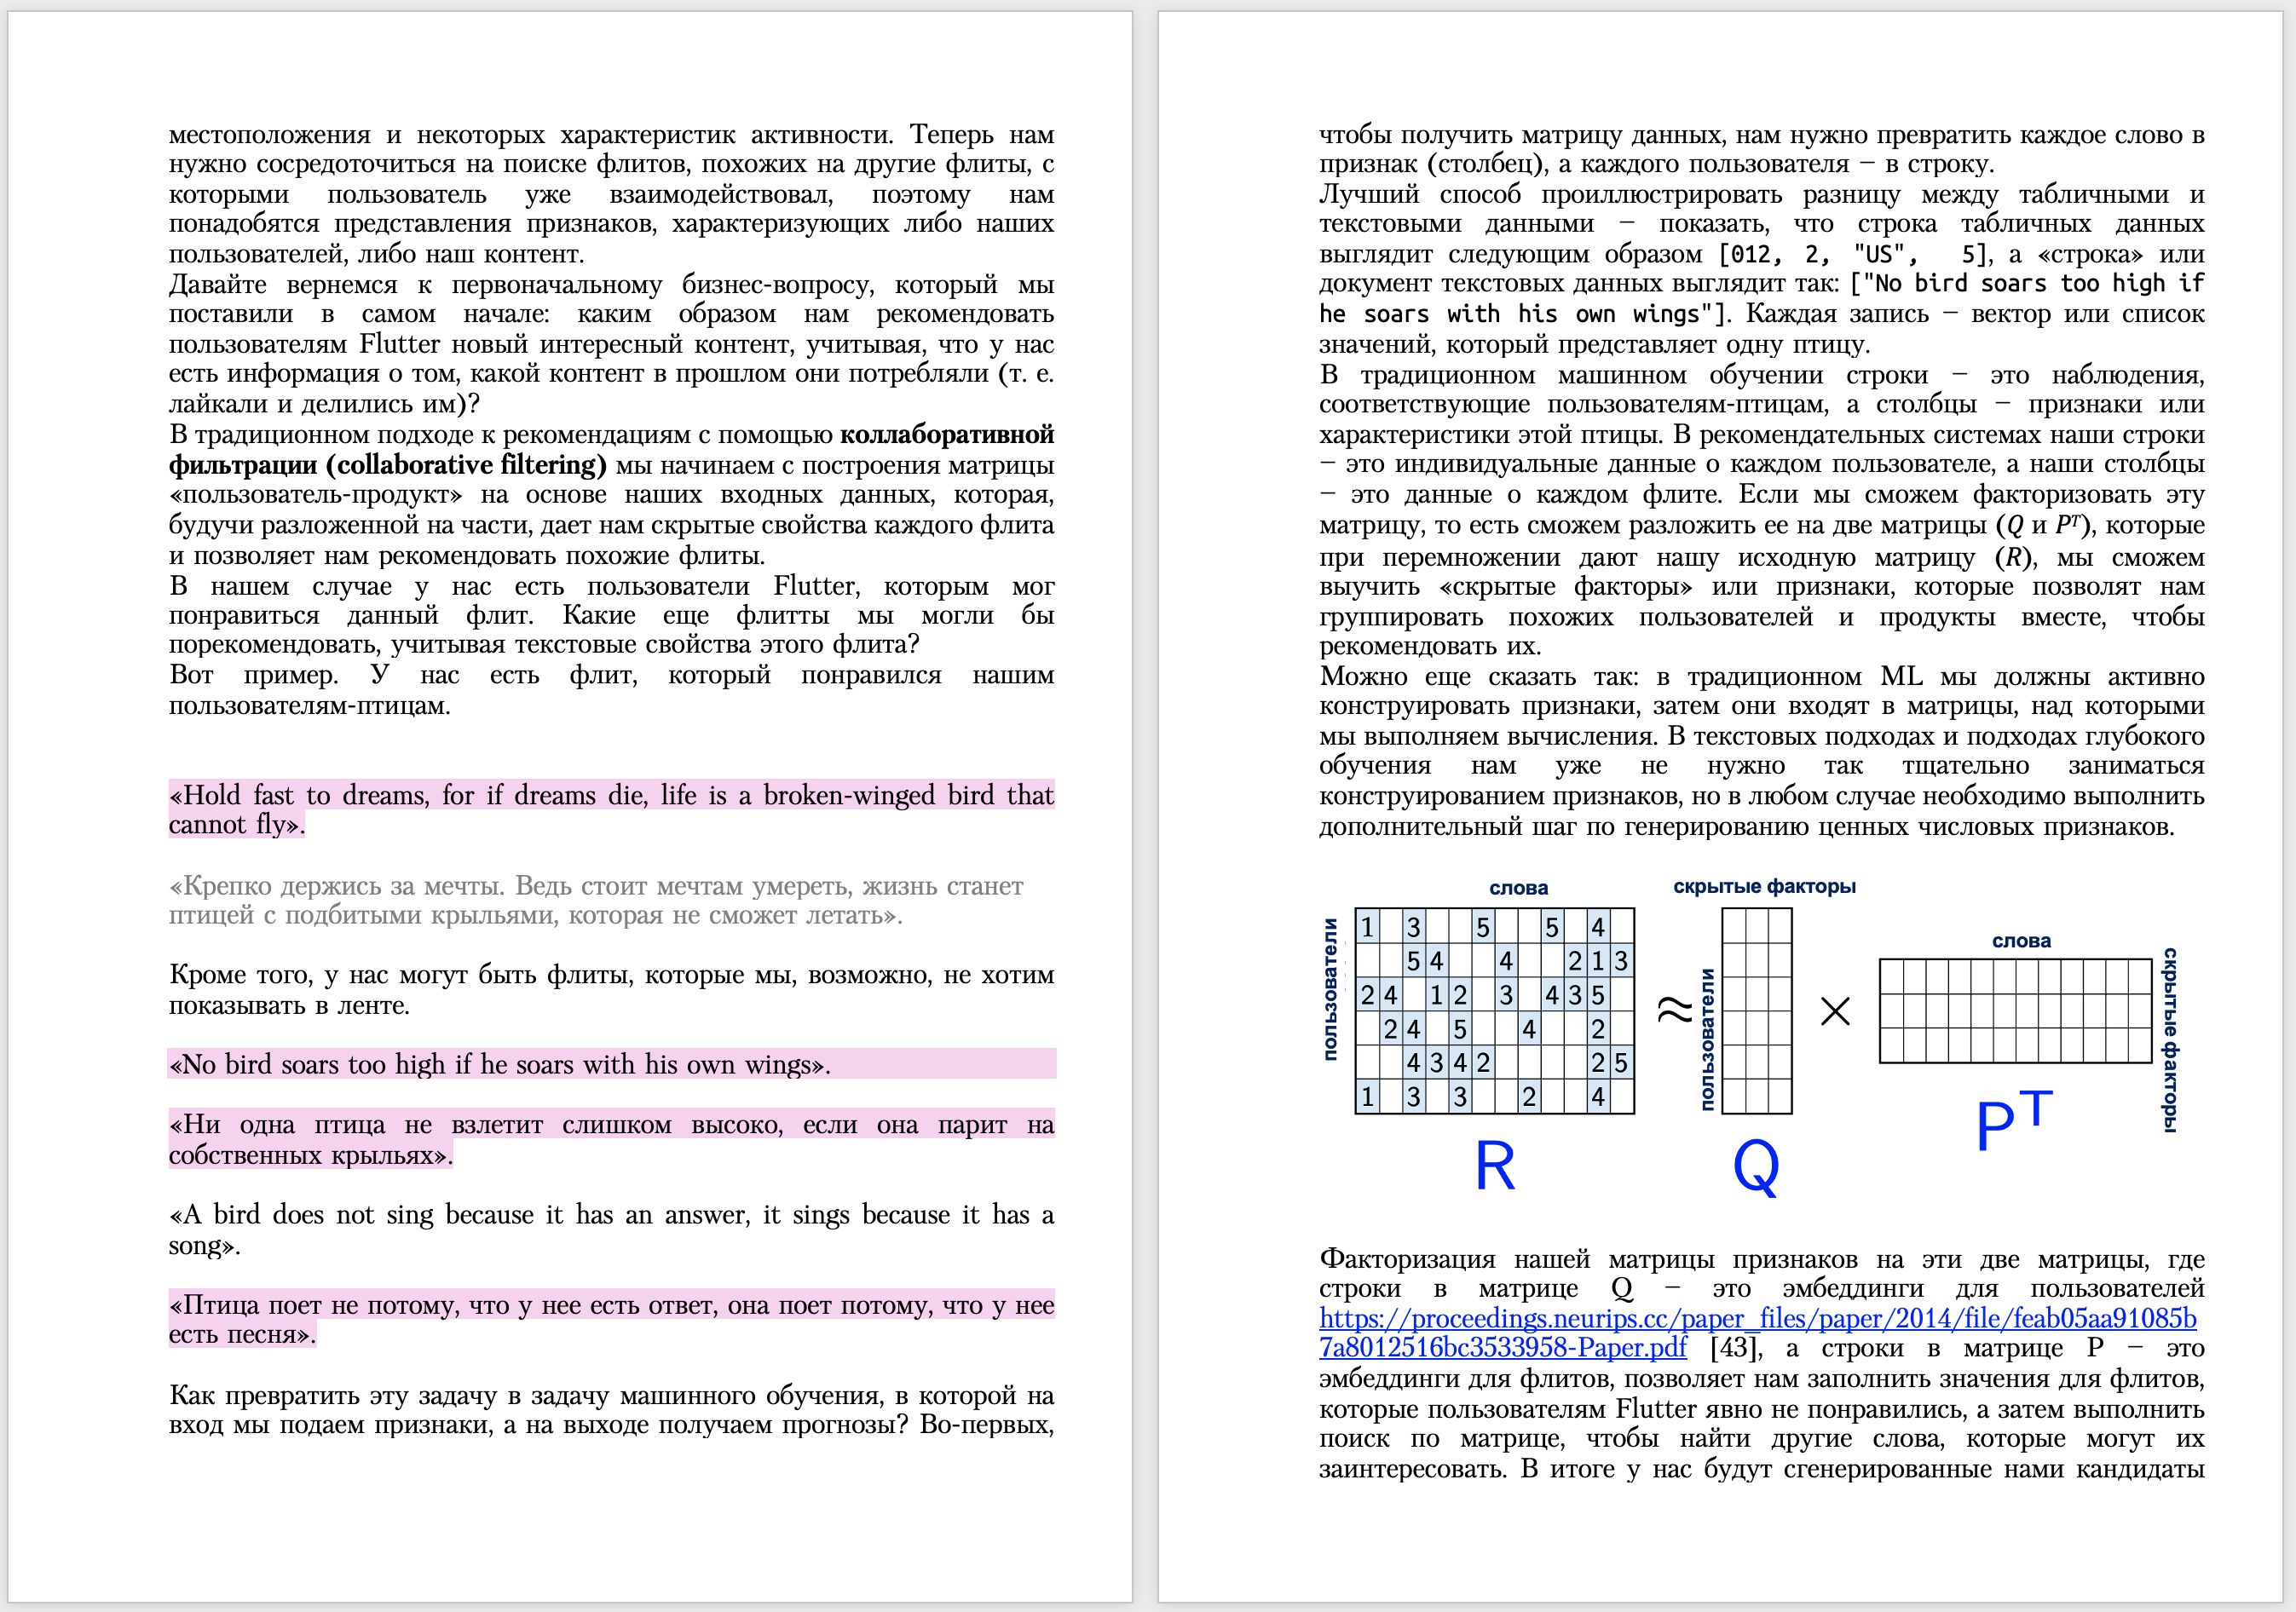 местоположения и некоторых характеристик активности. Теперь нам
нужно сосредоточиться на поиске флитов, похожих на другие флиты, с
которыми пользователь уже взаимодействовал, поэтому нам
понадобятся представления признаков, характеризующих либо наших
пользователей, либо наш контент.
Давайте вернемся к первоначальному бизнес-вопросу, который мы
поставили в самом начале: каким образом нам рекомендовать
пользователям Flutter новый интересный контент, учитывая, что у нас
есть информация о том, какой контент в прошлом они потребляли (т. е.
лайкали и делились им)?
В традиционном подходе к рекомендациям с помощью коллаборативной
фильтрации (collaborative filtering) мы начинаем с построения матрицы
«пользователь-продукт» на основе наших входных данных, которая,
будучи разложенной на части, дает нам скрытые свойства каждого флита
и позволяет нам рекомендовать похожие флиты.
В нашем случае у нас есть пользователи Flutter, которым мог
понравиться данный флит. Какие еще флитты мы могли бы
порекомендовать, учитывая текстовые свойства этого флита?
Вот пример. У нас есть флит, который понравился нашим
пользователям-птицам.
«Hold fast to dreams, for if dreams die, life is a broken-winged bird that
cannot fly».
«Крепко держись за мечты. Ведь стоит мечтам умереть, жизнь станет
птицей с подбитыми крыльями, которая не сможет летать».
Кроме того, у нас могут быть флиты, которые мы, возможно, не хотим
показывать в ленте.
«No bird soars too high if he soars with his own wings».
«Ни одна птица не взлетит слишком высоко, если она парит на
собственных крыльях».
«A bird does not sing because it has an answer, it sings because it has a
song».
«Птица поет не потому, что у нее есть ответ, она поет потому, что у нее
есть песня».
Как превратить эту задачу в задачу машинного обучения, в которой на
вход мы подаем признаки, а на выходе получаем прогнозы? Во-первых,
чтобы получить матрицу данных, нам нужно превратить каждое слово в
признак (столбец), а каждого пользователя – в строку.
Лучший способ проиллюстрировать разницу между табличными и
текстовыми данными – показать, что строка табличных данных
выглядит следующим образом [012, 2, "US", 5], а «строка» или
документ текстовых данных выглядит так: ["No bird soars too high if
he soars with his own wings"]. Каждая запись – вектор или список
значений, который представляет одну птицу.
В традиционном машинном обучении строки – это наблюдения,
соответствующие пользователям-птицам, а столбцы – признаки или
характеристики этой птицы. В рекомендательных системах наши строки
– это индивидуальные данные о каждом пользователе, а наши столбцы
– это данные о каждом флите. Если мы сможем факторизовать эту
матрицу, то есть сможем разложить ее на две матрицы (Q и Pᵀ), которые
при перемножении дают нашу исходную матрицу (R), мы сможем
выучить «скрытые факторы» или признаки, которые позволят нам
группировать похожих пользователей и продукты вместе, чтобы
рекомендовать их.
Можно еще сказать так: в традиционном ML мы должны активно
конструировать признаки, затем они входят в матрицы, над которыми
мы выполняем вычисления. В текстовых подходах и подходах глубокого
обучения нам уже не нужно так тщательно заниматься
конструированием признаков, но в любом случае необходимо выполнить
дополнительный шаг по генерированию ценных числовых признаков.
слова
пользователи
1 3 5 5 4
5 4 4 2 1 3
2 4 1 2 3 4 3 5
2 4 5 4 2
4 3 4 2 2 5
1 3 3 2 4
R
≈
скрытые факторы
пользователи
Q
×
слова
скрытые факторы
Pᵀ
Факторизация нашей матрицы признаков на эти две матрицы, где
строки в матрице Q – это эмбеддинги для пользователей
https://proceedings.neurips.cc/paper_files/paper/2014/file/feab05aa91085b
7a8012516bc3533958-Paper.pdf [43], а строки в матрице P – это
эмбеддинги для флитов, позволяет нам заполнить значения для флитов,
которые пользователям Flutter явно не понравились, а затем выполнить
поиск по матрице, чтобы найти другие слова, которые могут их
заинтересовать. В итоге у нас будут сгенерированные нами кандидаты